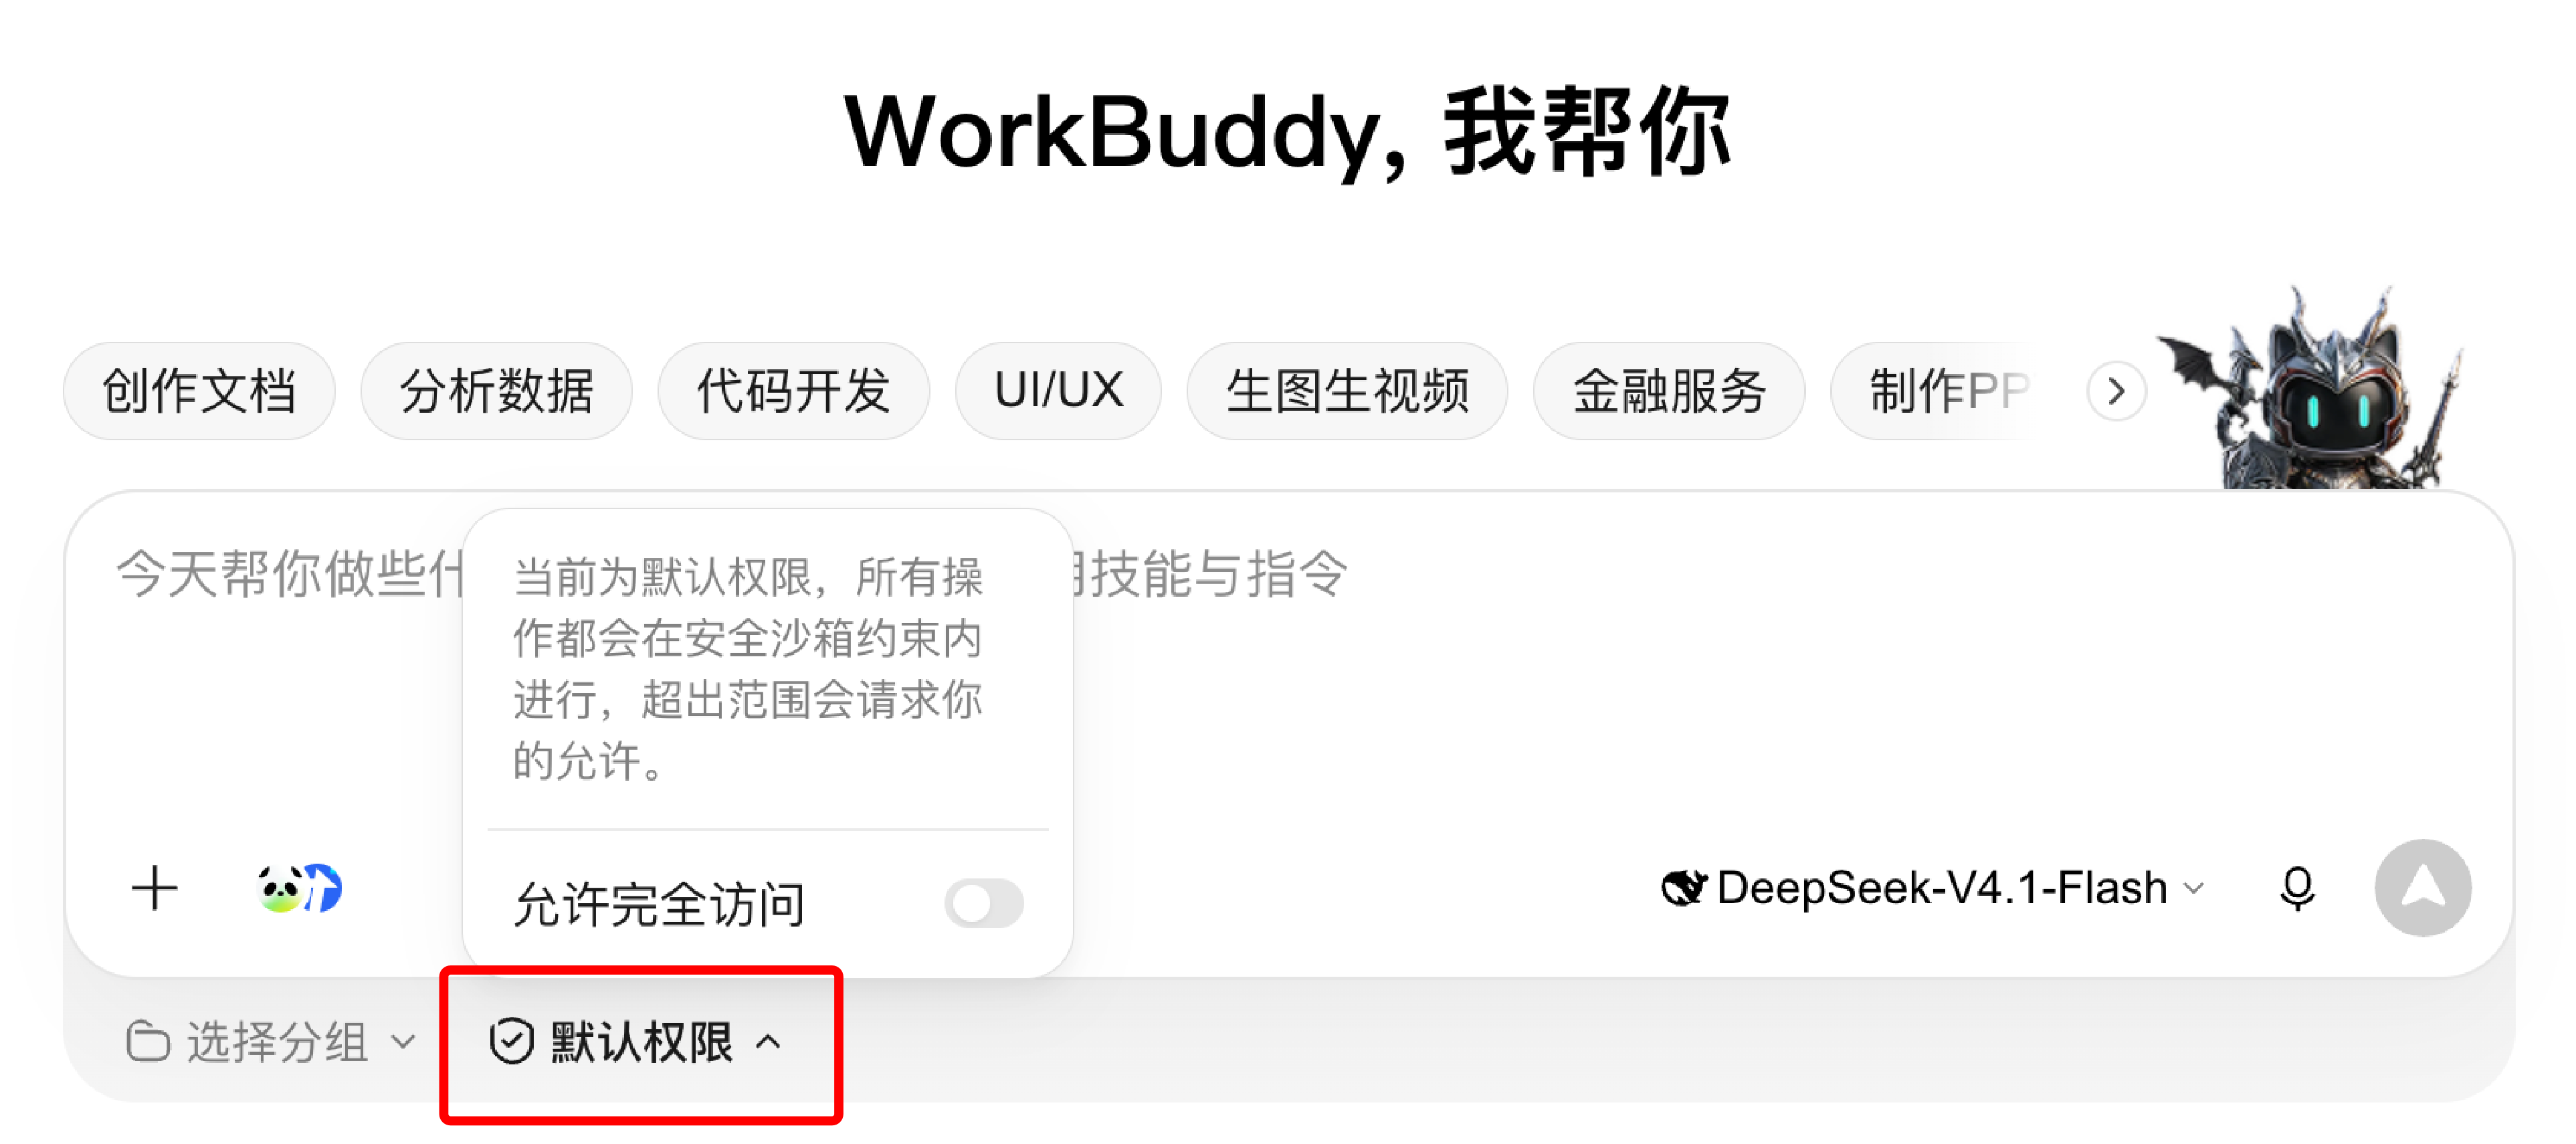 WorkBuddy, 我帮你
创作文档
分析数据
代码开发
UI/UX
生图生视频
金融服务
制作PP
今天帮你做些什
用技能与指令
当前为默认权限，所有操
作都会在安全沙箱约束内
进行，超出范围会请求你
的允许。
允许完全访问
DeepSeek-V4.1-Flash
选择分组
默认权限